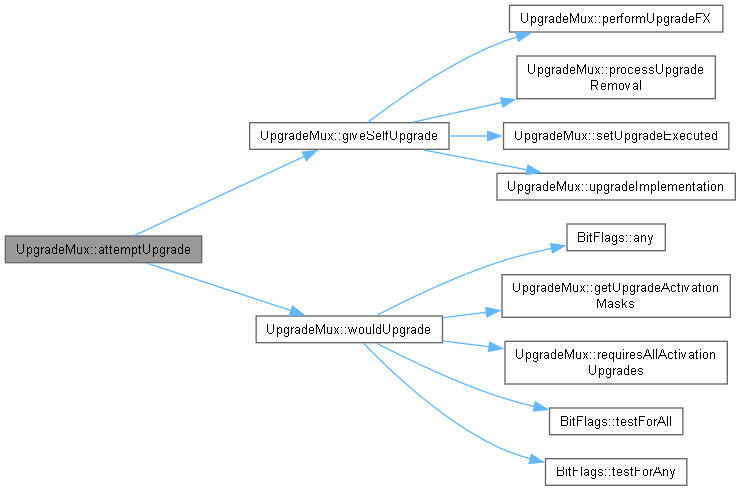 UpgradeMux::performUpgradeFX
UpgradeMux::processUpgrade
Removal
UpgradeMux::giveSelfUpgrade
UpgradeMux::setUpgradeExecuted
UpgradeMux::upgradeImplementation
UpgradeMux::attemptUpgrade
BitFlags::any
UpgradeMux::getUpgradeActivation
Masks
UpgradeMux::wouldUpgrade
UpgradeMux::requiresAllActivation
Upgrades
BitFlags::testForAll
BitFlags::testForAny